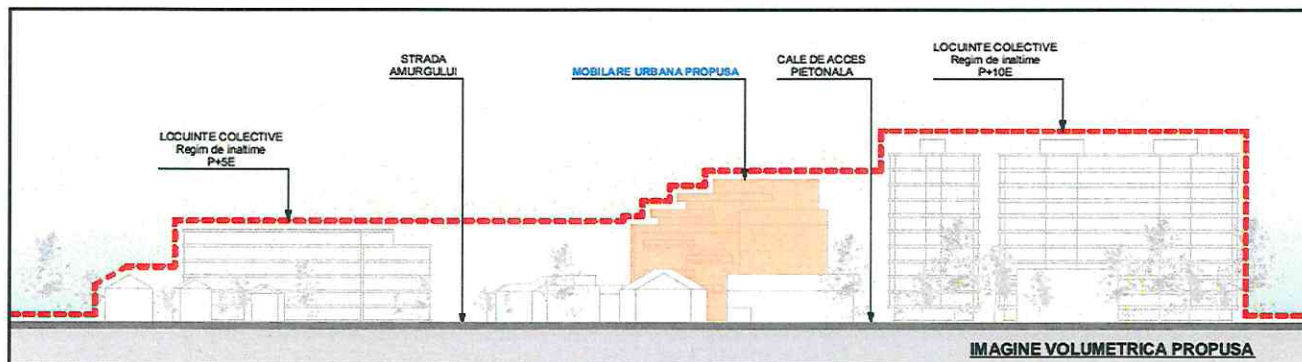 LOCUINTE COLECTIVE
Regim de inaltime
P+5E
STRADA
AMURGULUI
MOBILARE URBANA PROPUSA
CALE DE ACCES
PIETONALA
LOCUINTE COLECTIVE
Regim de inaltime
P+10E
IMAGINE VOLUMETRICA PROPUSA